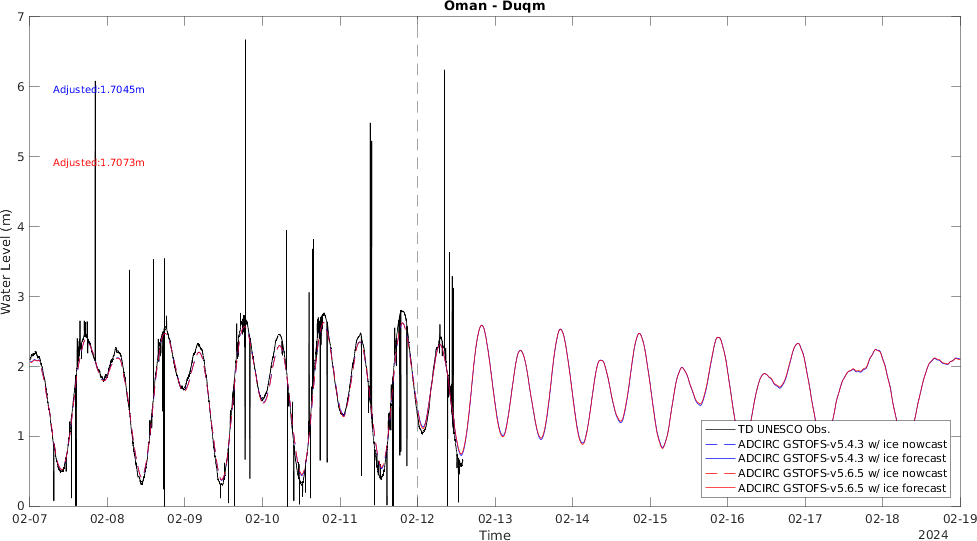 Oman - Duqm
7
6
5
4
3
2
1
0
Water Level (m)
Adjusted:1.7045m
Adjusted:1.7073m
TD UNESCO Obs.
ADCIRC GSTOFS-v5.4.3 w/ ice nowcast
ADCIRC GSTOFS-v5.4.3 w/ ice forecast
ADCIRC GSTOFS-v5.6.5 w/ ice nowcast
ADCIRC GSTOFS-v5.6.5 w/ ice forecast
02-07 02-08 02-09 02-10 02-11 02-12 02-13 02-14 02-15 02-16 02-17 02-18 02-19
Time
2024